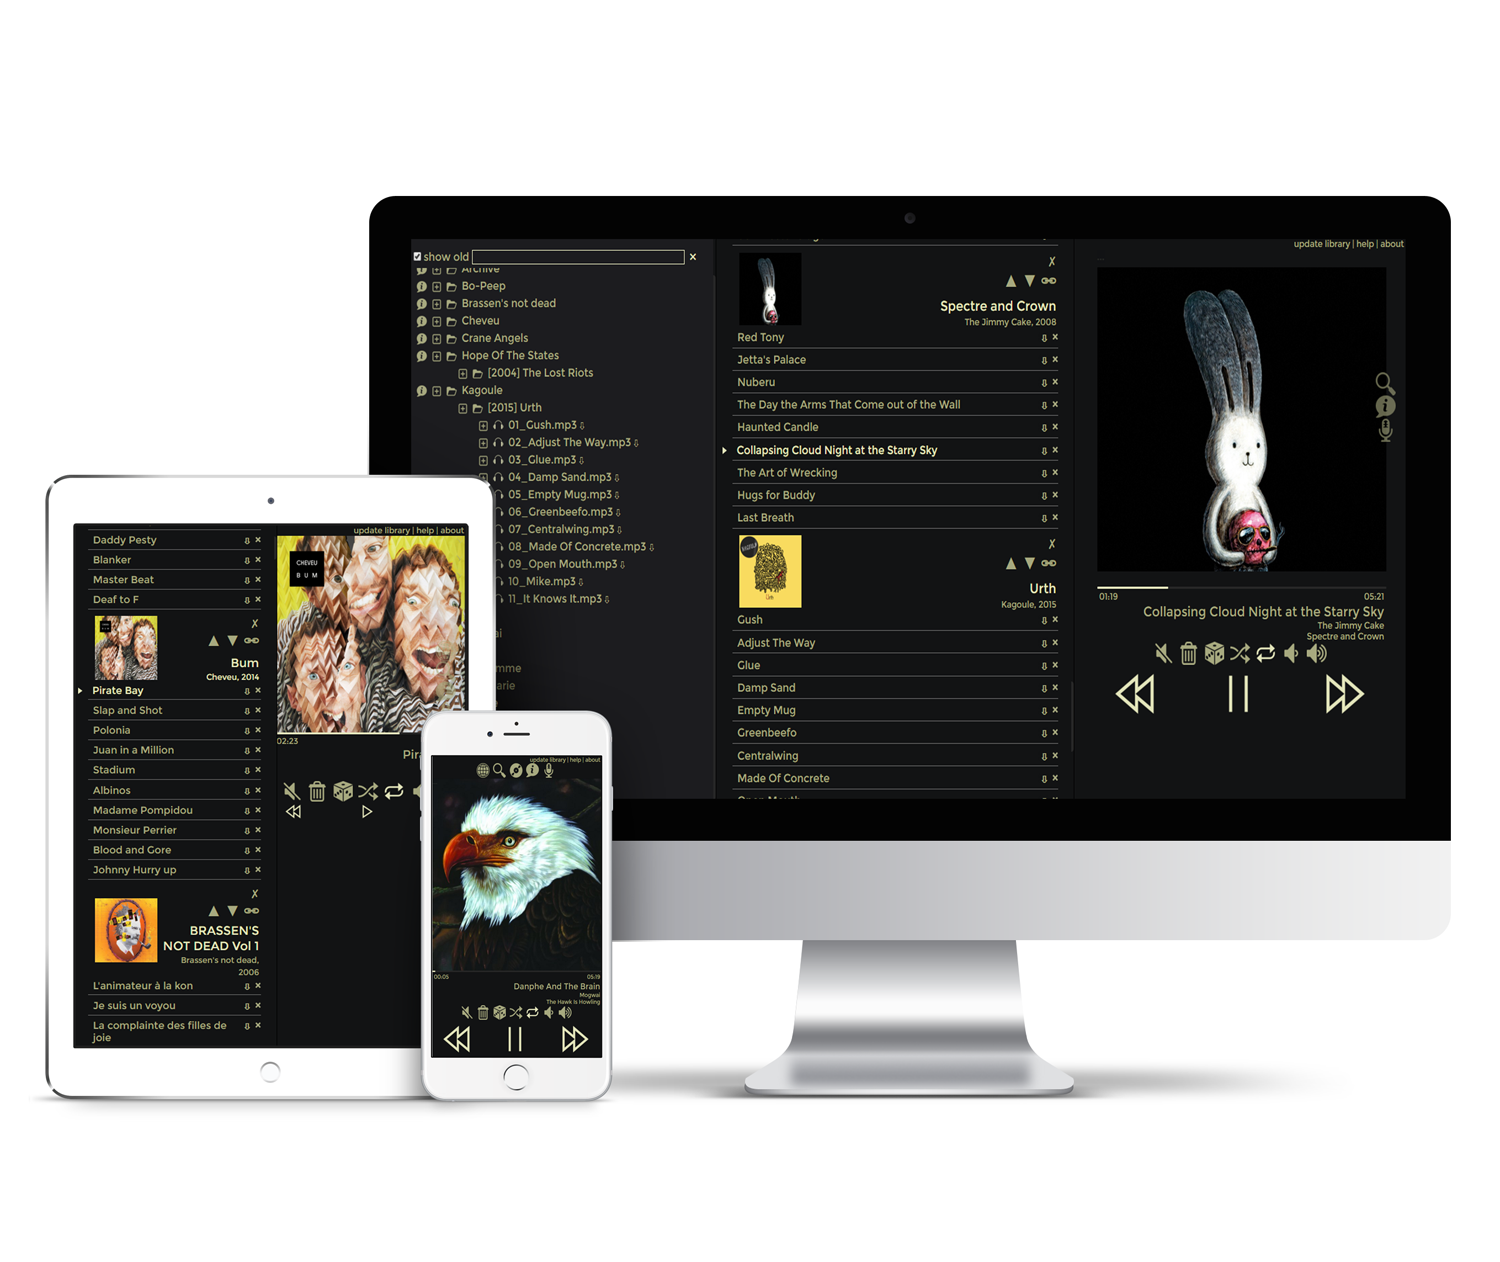 update library | help | about
show old
Archive
Bo-Peep
Brassen's not dead
Cheveu
Crane Angels
Hope Of The States
[2004] The Lost Riots
Kagoule
[2015] Urth
01_Gush.mp3
02_Adjust The Way.mp3
03_Glue.mp3
04_Damp Sand.mp3
05_Empty Mug.mp3
06_Greenbeefo.mp3
07_Centralwing.mp3
08_Made Of Concrete.mp3
09_Open Mouth.mp3
10_Mike.mp3
11_It Knows It.mp3
Spectre and Crown
The Jimmy Cake, 2008
Red Tony
Jetta's Palace
Nuberu
The Day the Arms That Come out of the Wall
Haunted Candle
Collapsing Cloud Night at the Starry Sky
The Art of Wrecking
Hugs for Buddy
Last Breath
KAGOULE
Urth
Urth
Kagoule, 2015
Gush
Adjust The Way
Glue
Damp Sand
Empty Mug
Greenbeefo
Centralwing
Made Of Concrete
Open Mouth
01:19
05:21
Collapsing Cloud Night at the Starry Sky
The Jimmy Cake
Spectre and Crown
update library | help | about
Daddy Pesty
Blanker
Master Beat
Deaf to F
Bum
Cheveu, 2014
Pirate Bay
Slap and Shot
Polonia
Juan in a Million
Stadium
Albinos
Madame Pompidou
Monsieur Perrier
Blood and Gore
Johnny Hurry up
BRASSEN'S
NOT DEAD Vol 1
Brassen's not dead,
2006
L'animateur à la kon
Je suis un voyou
La complainte des filles de
joie
CHEVEU
BUM
02:23
update library | help | about
00:05
05:19
Danphe And The Brain
Mogwai
The Hawk Is Howling